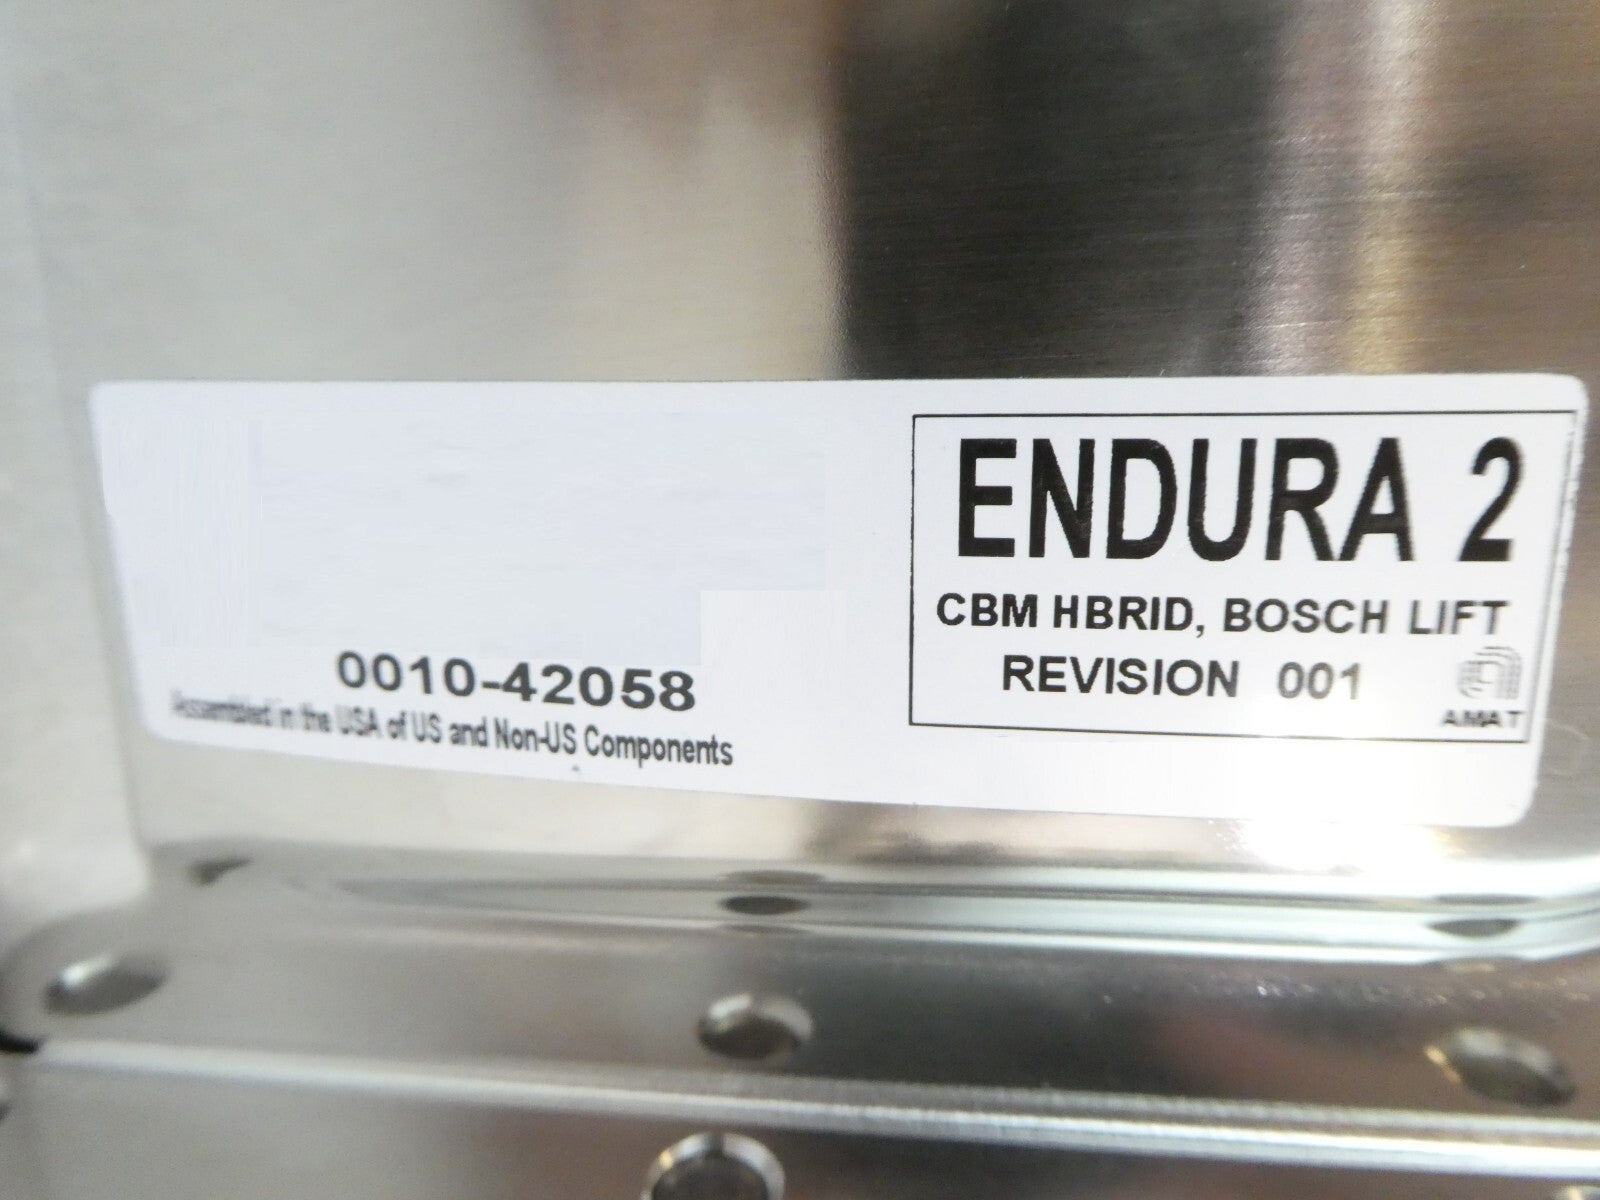 ENDURA 2
CBM HBRID, BOSCH LIFT
REVISION 001
AMAT
0010-42058
Assembled in the USA of US and Non-US Components